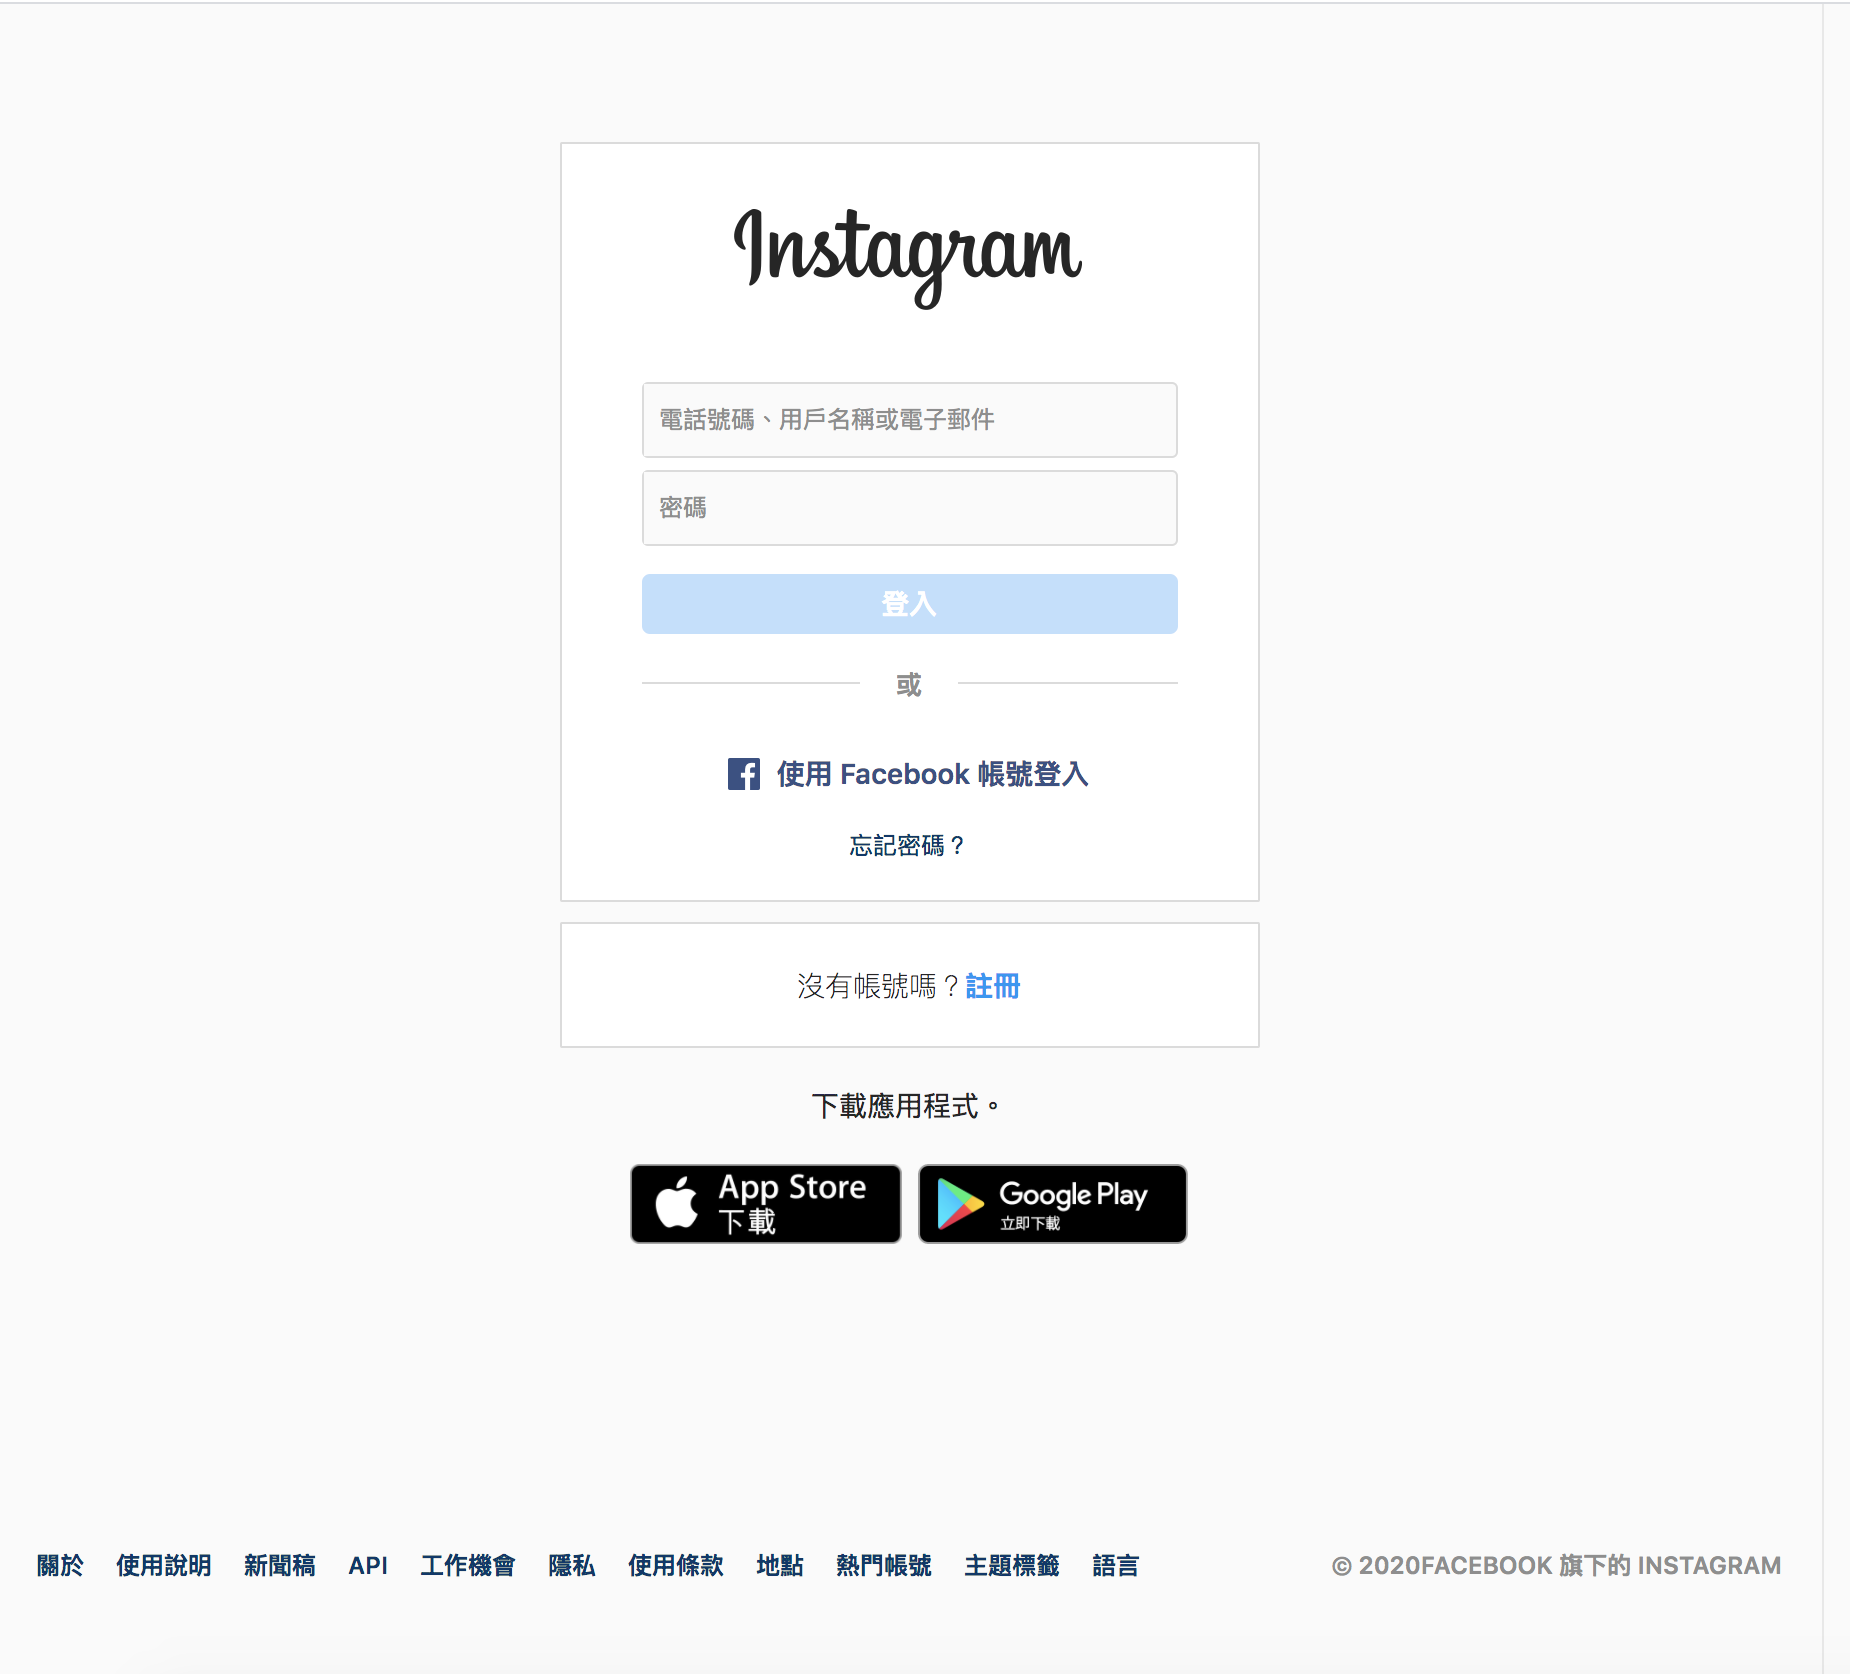 Instagram
電話號碼、用戶名稱或電子郵件
密碼
登入
或
使用 Facebook 帳號登入
忘記密碼？
沒有帳號嗎？註冊
下載應用程式。
App Store
下載
Google Play
立即下載
關於 使用說明 新聞稿 API 工作機會 隱私 使用條款 地點 熱門帳號 主題標籤 語言 © 2020FACEBOOK 旗下的 INSTAGRAM